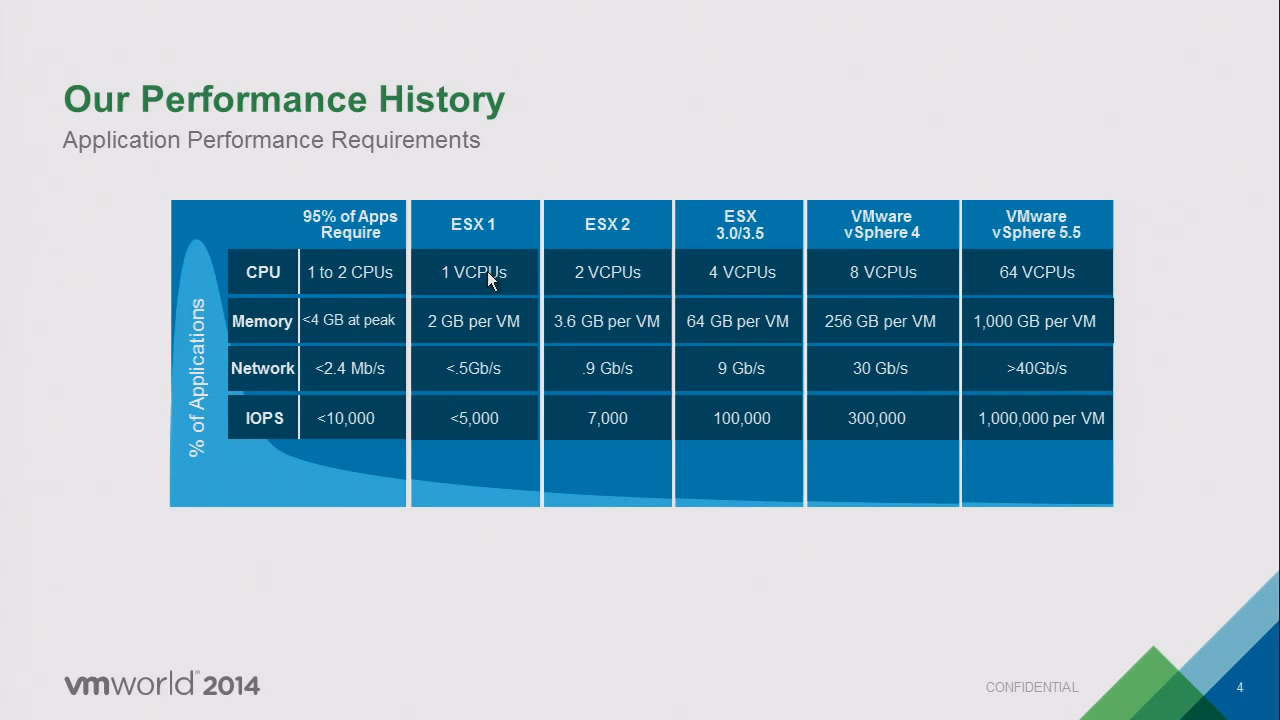 Our Performance History
Application Performance Requirements
95% of Apps Require
ESX 1
ESX 2
ESX 3.0/3.5
VMware vSphere 4
VMware vSphere 5.5
CPU
1 to 2 CPUs
1 VCPUs
2 VCPUs
4 VCPUs
8 VCPUs
64 VCPUs
Memory
<4 GB at peak
2 GB per VM
3.6 GB per VM
64 GB per VM
256 GB per VM
1,000 GB per VM
Network
<2.4 Mb/s
<.5Gb/s
.9 Gb/s
9 Gb/s
30 Gb/s
>40Gb/s
IOPS
<10,000
<5,000
7,000
100,000
300,000
1,000,000 per VM
% of Applications
vmworld™ 2014
CONFIDENTIAL
4